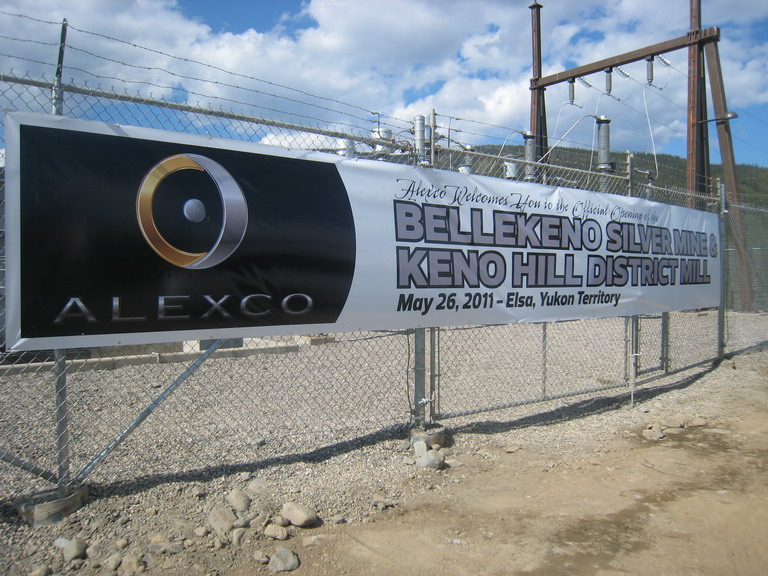 ALEXCO
Alexco Welcomes You to the Official Opening of the
BELLEKENO SILVER MINE &
KENO HILL DISTRICT MILL
May 26, 2011 - Elsa, Yukon Territory